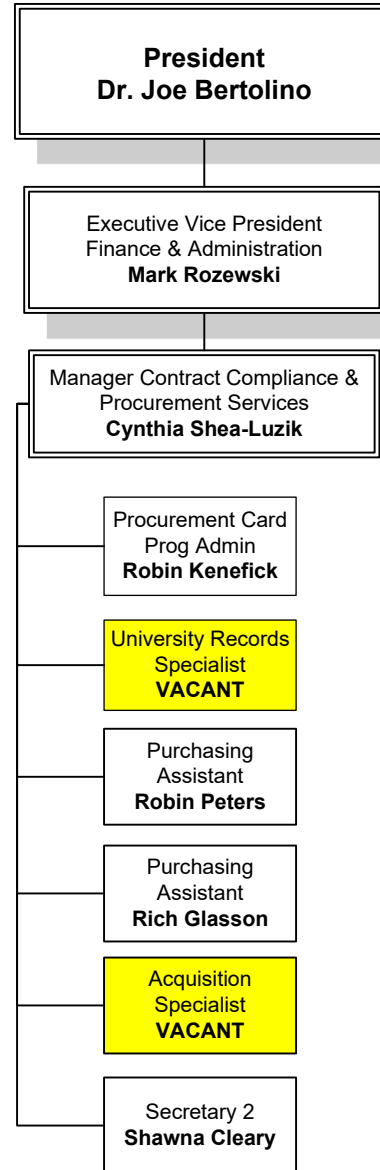 President
Dr. Joe Bertolino
Executive Vice President
Finance & Administration
Mark Rozewski
Manager Contract Compliance &
Procurement Services
Cynthia Shea-Luzik
Procurement Card
Prog Admin
Robin Kenefick
University Records
Specialist
VACANT
Purchasing
Assistant
Robin Peters
Purchasing
Assistant
Rich Glasson
Acquisition
Specialist
VACANT
Secretary 2
Shawna Cleary